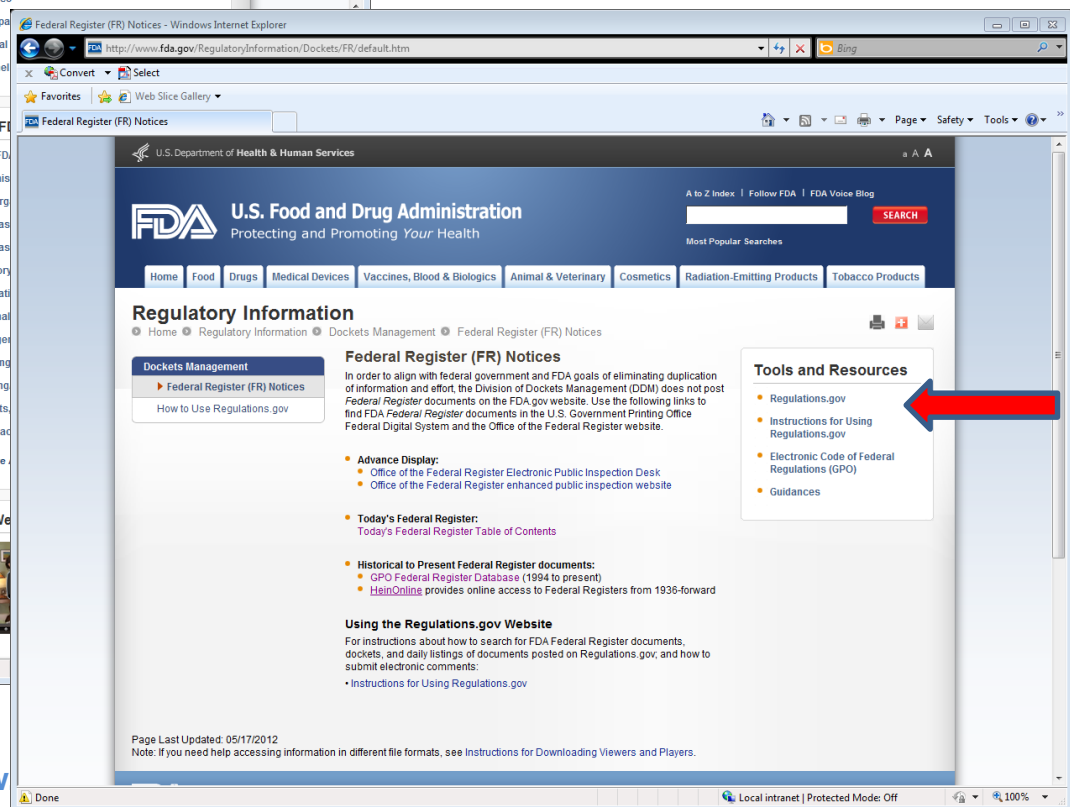 Federal Register (FR) Notices - Windows Internet Explorer
FDA http://www.fda.gov/RegulatoryInformation/Dockets/FR/default.htm
Bing
x Convert Select
Favorites Web Slice Gallery
FDA Federal Register (FR) Notices
Page Safety Tools
U.S. Department of Health & Human Services
a A A
A to Z Index | Follow FDA | FDA Voice Blog
FDA U.S. Food and Drug Administration
Protecting and Promoting Your Health
SEARCH
Most Popular Searches
Home Food Drugs Medical Devices Vaccines, Blood & Biologics Animal & Veterinary Cosmetics Radiation-Emitting Products Tobacco Products
Regulatory Information
Home Regulatory Information Dockets Management Federal Register (FR) Notices
Dockets Management
Federal Register (FR) Notices
How to Use Regulations.gov
Federal Register (FR) Notices
In order to align with federal government and FDA goals of eliminating duplication
of information and effort, the Division of Dockets Management (DDM) does not post
Federal Register documents on the FDA.gov website. Use the following links to
find FDA Federal Register documents in the U.S. Government Printing Office
Federal Digital System and the Office of the Federal Register website.
• Advance Display:
• Office of the Federal Register Electronic Public Inspection Desk
• Office of the Federal Register enhanced public inspection website
• Today's Federal Register:
Today's Federal Register Table of Contents
• Historical to Present Federal Register documents:
• GPO Federal Register Database (1994 to present)
• HeinOnline provides online access to Federal Registers from 1936-forward
Using the Regulations.gov Website
For instructions about how to search for FDA Federal Register documents,
dockets, and daily listings of documents posted on Regulations.gov; and how to
submit electronic comments:
• Instructions for Using Regulations.gov
Tools and Resources
• Regulations.gov
• Instructions for Using
Regulations.gov
• Electronic Code of Federal
Regulations (GPO)
• Guidances
Page Last Updated: 05/17/2012
Note: If you need help accessing information in different file formats, see Instructions for Downloading Viewers and Players.
Done
Local intranet | Protected Mode: Off
100%